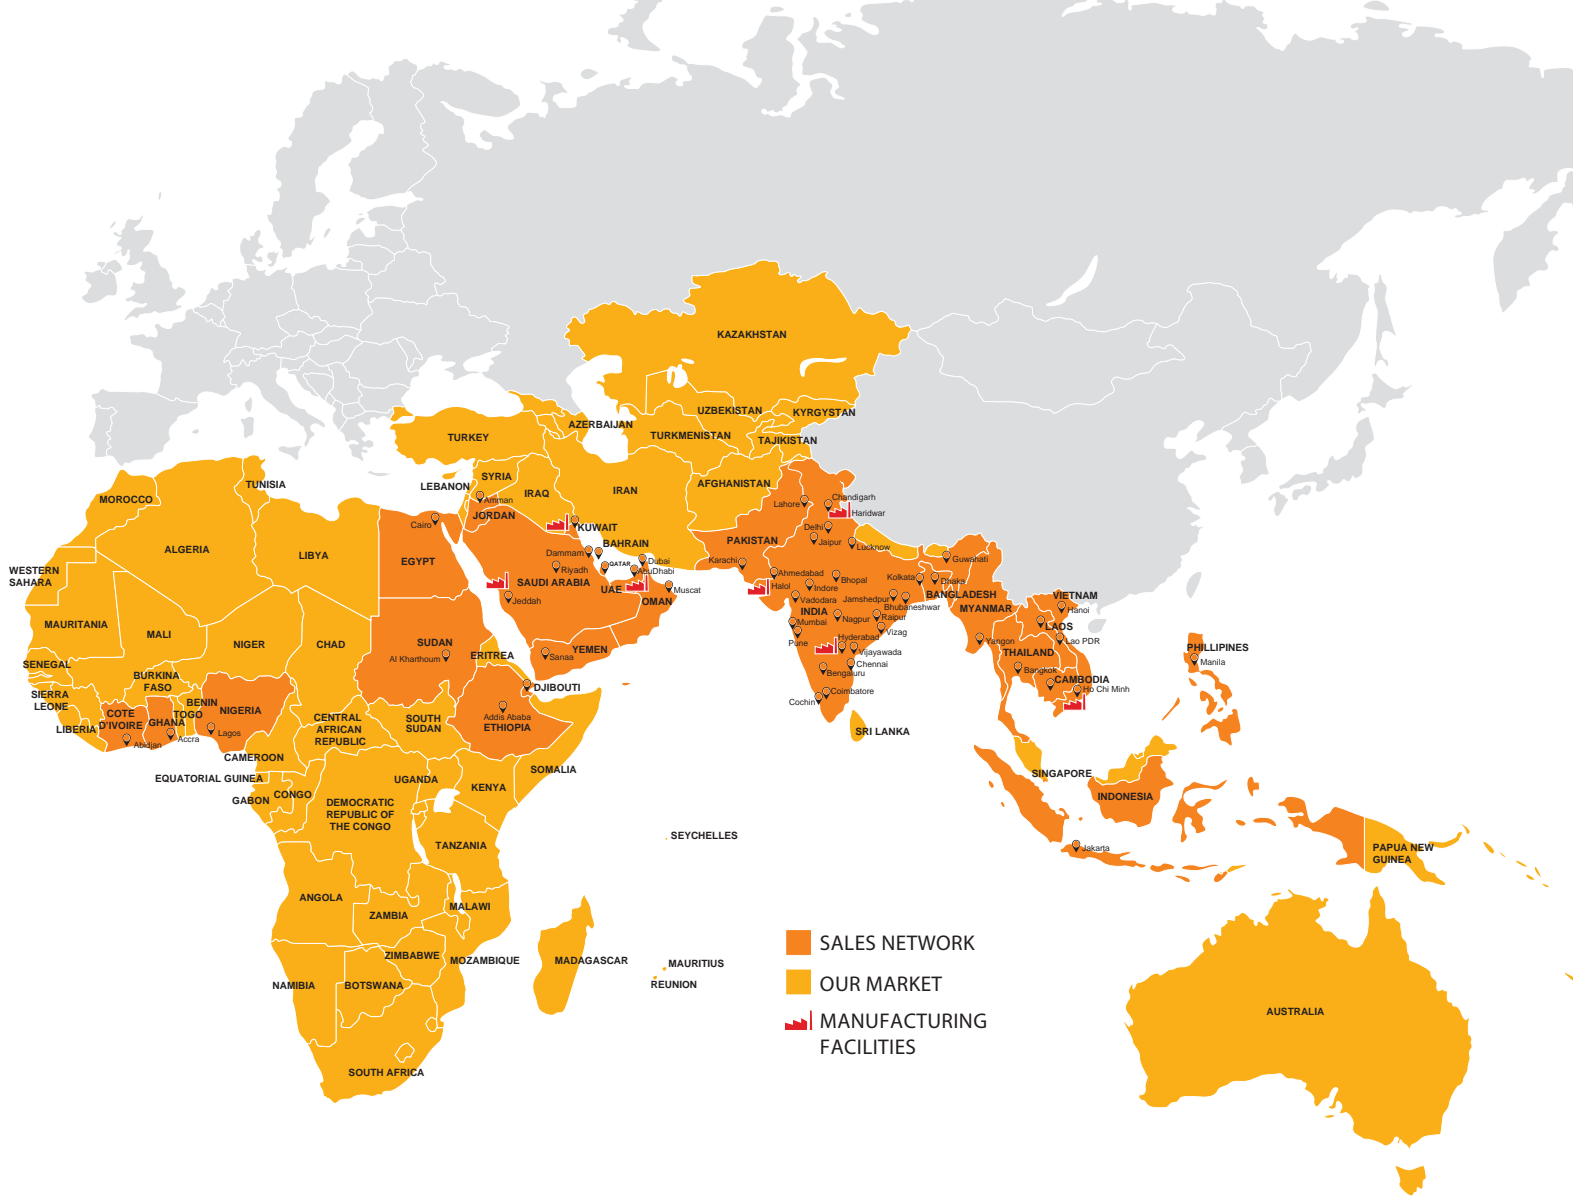 KAZAKHSTAN
UZBEKISTAN
KYRGYSTAN
AZERBAIJAN
TURKEY
TURKMENISTAN
TAJIKISTAN
SYRIA
LEBANON
IRAQ
IRAN
AFGHANISTAN
TUNISIA
MOROCCO
Amman
JORDAN
Lahore
Chandigarh
Haridwar
Cairo
KUWAIT
Delhi
ALGERIA
LIBYA
EGYPT
BAHRAIN
PAKISTAN
Jaipur
Lucknow
Dammam
QATAR
Dubai
Karachi
Guwahati
WESTERN
SAHARA
Riyadh
AbuDhabi
SAUDI ARABIA
UAE
Muscat
OMAN
Ahmedabad
Halol
Indore
Bhopal
Kolkata
Dhaka
BANGLADESH
Vadodara
Jamshedpur
Bhubaneshwar
MYANMAR
VIETNAM
Hanoi
Jeddah
INDIA
Mumbai
Nagpur
Raipur
LAOS
MAURITANIA
MALI
NIGER
CHAD
SUDAN
Al Kharthoum
ERITREA
YEMEN
Sanaa
Pune
Hyderabad
Vizag
Vijayawada
Yangon
Lao PDR
THAILAND
PHILLIPINES
Manila
SENEGAL
BURKINA
FASO
Chennai
Bengaluru
Bangkok
CAMBODIA
Ho Chi Minh
SIERRA
LEONE
DJIBOUTI
Coimbatore
Cochin
BENIN
TOGO
NIGERIA
Lagos
COTE
D'IVOIRE
GHANA
LIBERIA
Abidjan
Accra
CENTRAL
AFRICAN
REPUBLIC
SOUTH
SUDAN
Addis Ababa
ETHIOPIA
SRI LANKA
CAMEROON
EQUATORIAL GUINEA
GABON
CONGO
UGANDA
KENYA
SOMALIA
SINGAPORE
INDONESIA
DEMOCRATIC
REPUBLIC OF
THE CONGO
TANZANIA
SEYCHELLES
Jakarta
PAPUA NEW
GUINEA
ANGOLA
ZAMBIA
MALAWI
ZIMBABWE
MOZAMBIQUE
MADAGASCAR
MAURITIUS
REUNION
NAMIBIA
BOTSWANA
SOUTH AFRICA
AUSTRALIA
SALES NETWORK
OUR MARKET
MANUFACTURING
FACILITIES